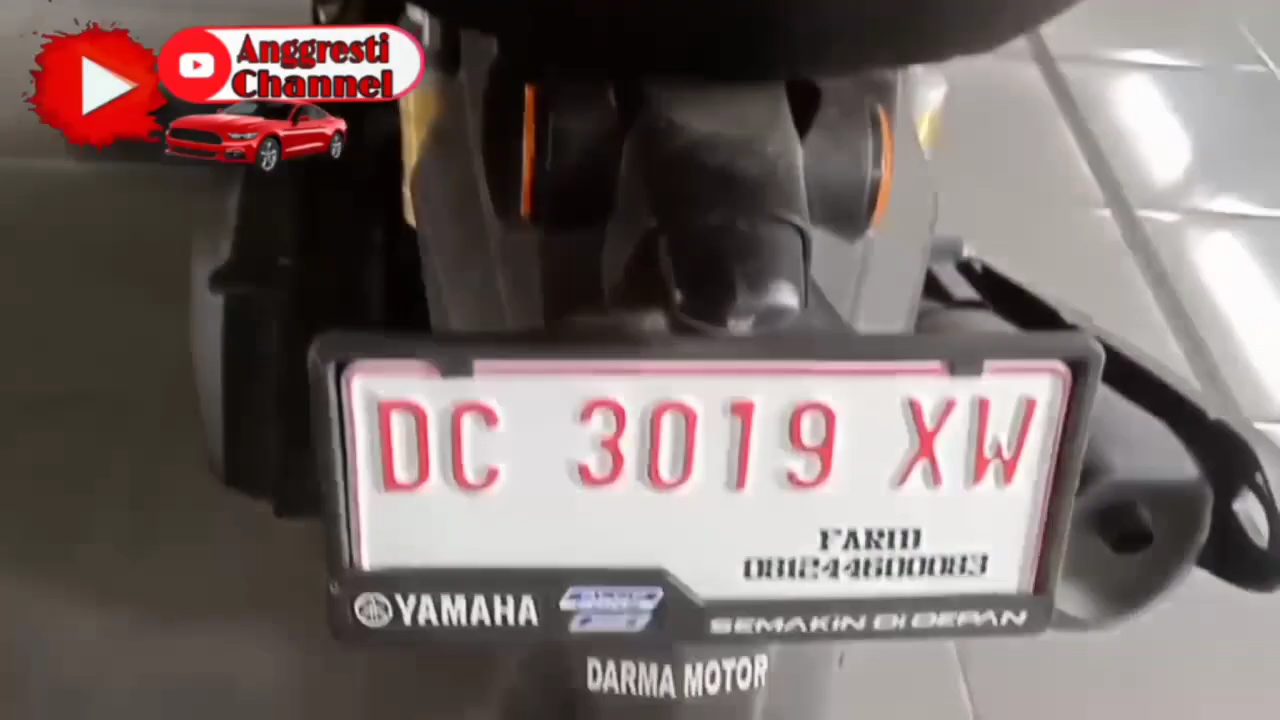 Anggresti
Channel
DC 3019 XW
FARID
YAMAHA
SEMAKIN DI DEPAN
DARMA MOTOR